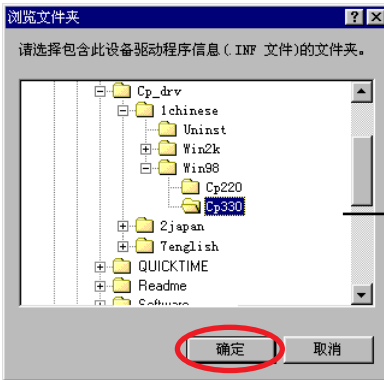 浏览文件夹
请选择包含此设备驱动程序信息(.INF 文件)的文件夹。
Cp_drv
1chinese
Uninst
Win2k
Win98
Cp220
Cp330
2japan
7english
QUICKTIME
Readme
Software
确定 取消